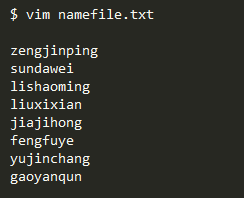 $ vim namefile.txt
zengjinping
sundawei
lishaoming
liuxixian
jiajihong
fengfuye
yujinchang
gaoyanqun